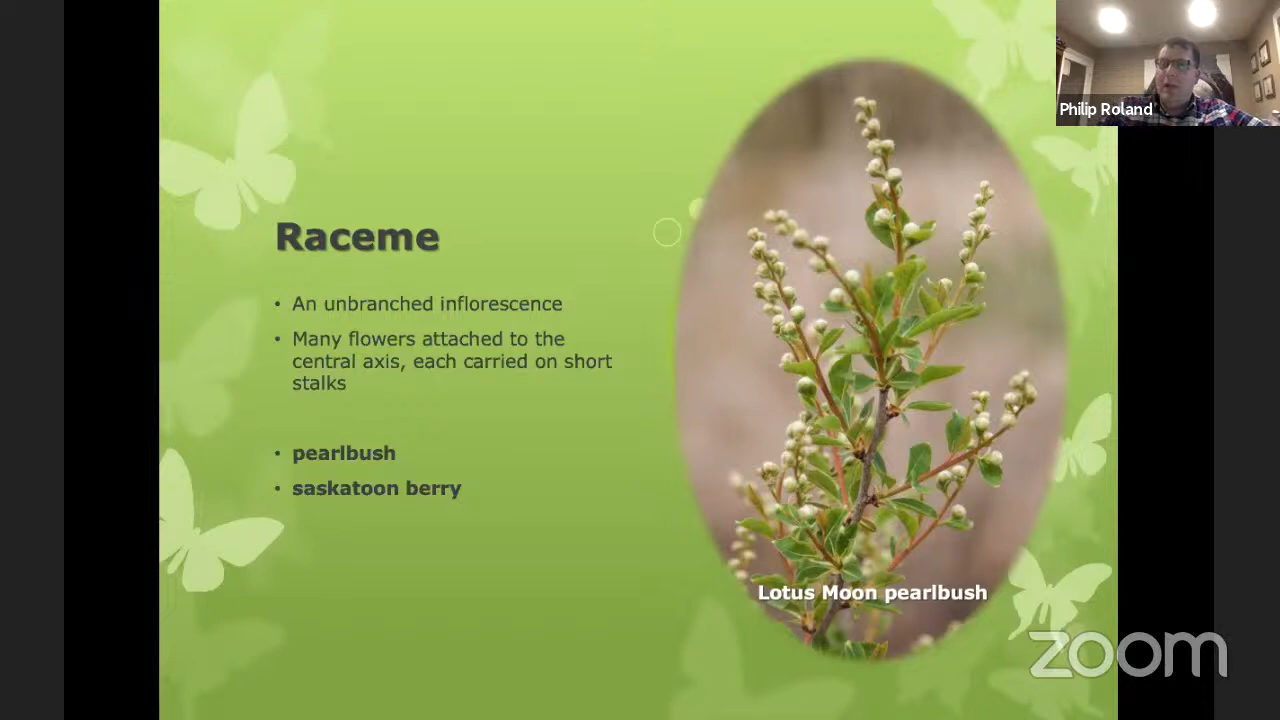 Philip Roland
Raceme
• An unbranched inflorescence
• Many flowers attached to the
central axis, each carried on short
stalks
• pearlbush
• saskatoon berry
Lotus Moon pearlbush
zoom